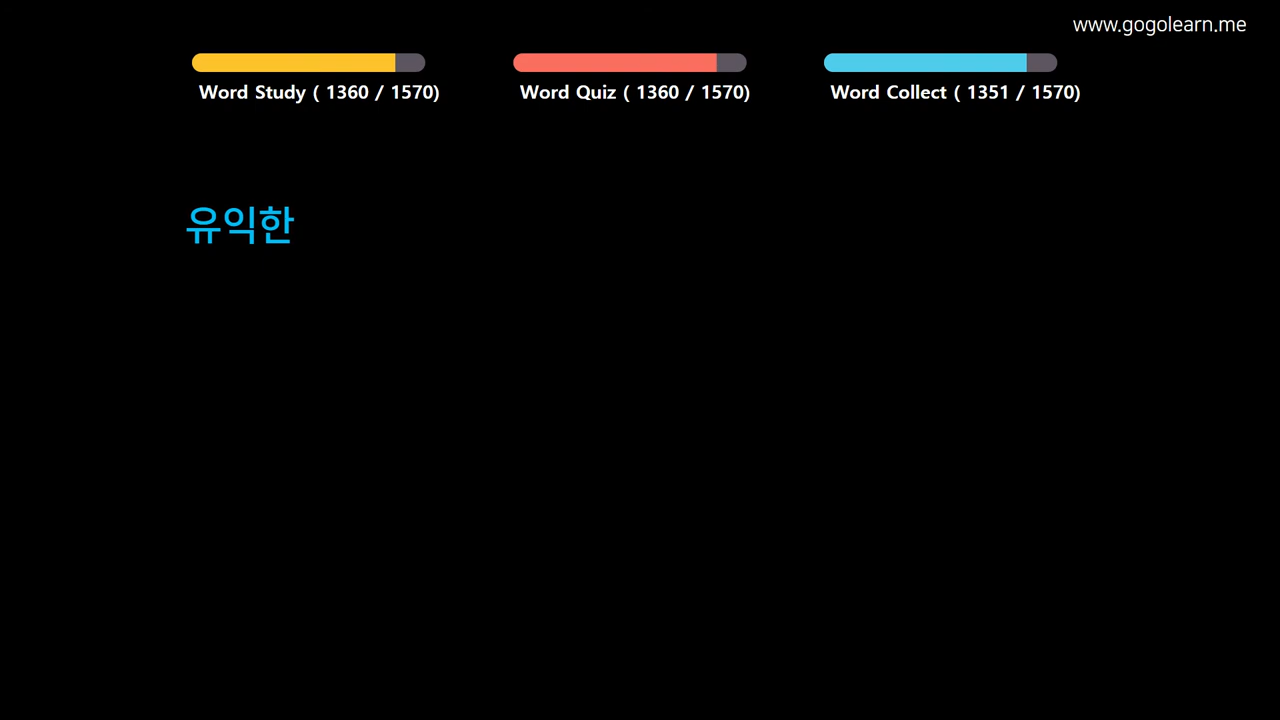 www.gogolearn.me
Word Study ( 1360 / 1570)
Word Quiz ( 1360 / 1570)
Word Collect ( 1351 / 1570)
유익한